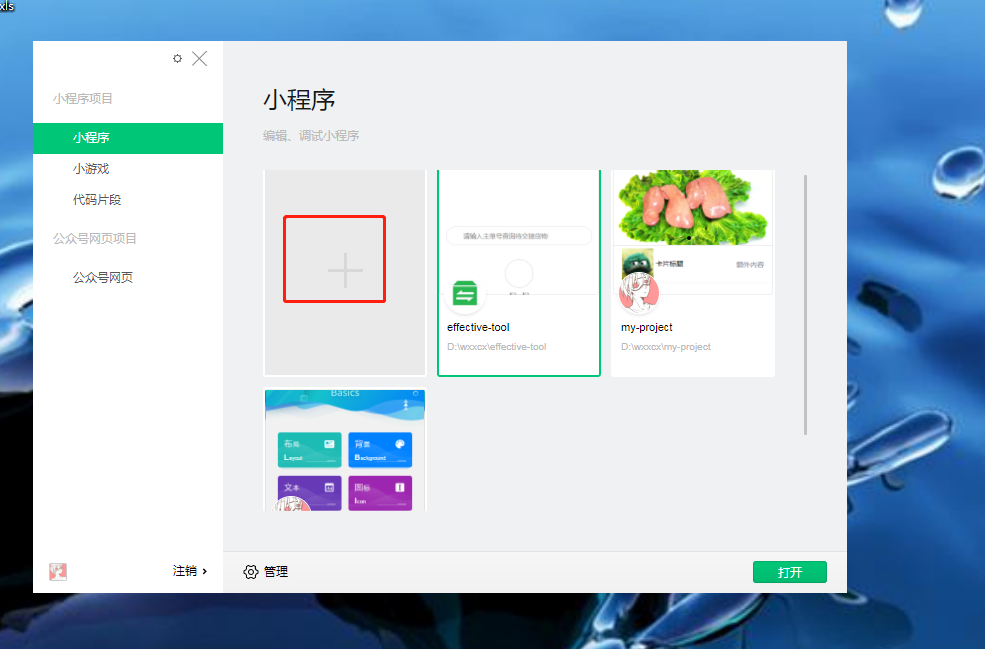 xls
小程序项目
小程序
小游戏
代码片段
公众号网页项目
公众号网页
注销
小程序
编辑、调试小程序
请输入主单号查询待交接货物
effective-tool
D:\wxxcx\effective-tool
卡片标题
额外内容
my-project
D:\wxxcx\my-project
Basics
布局
Layout
背景
Background
文本
图标
Icon
管理
打开